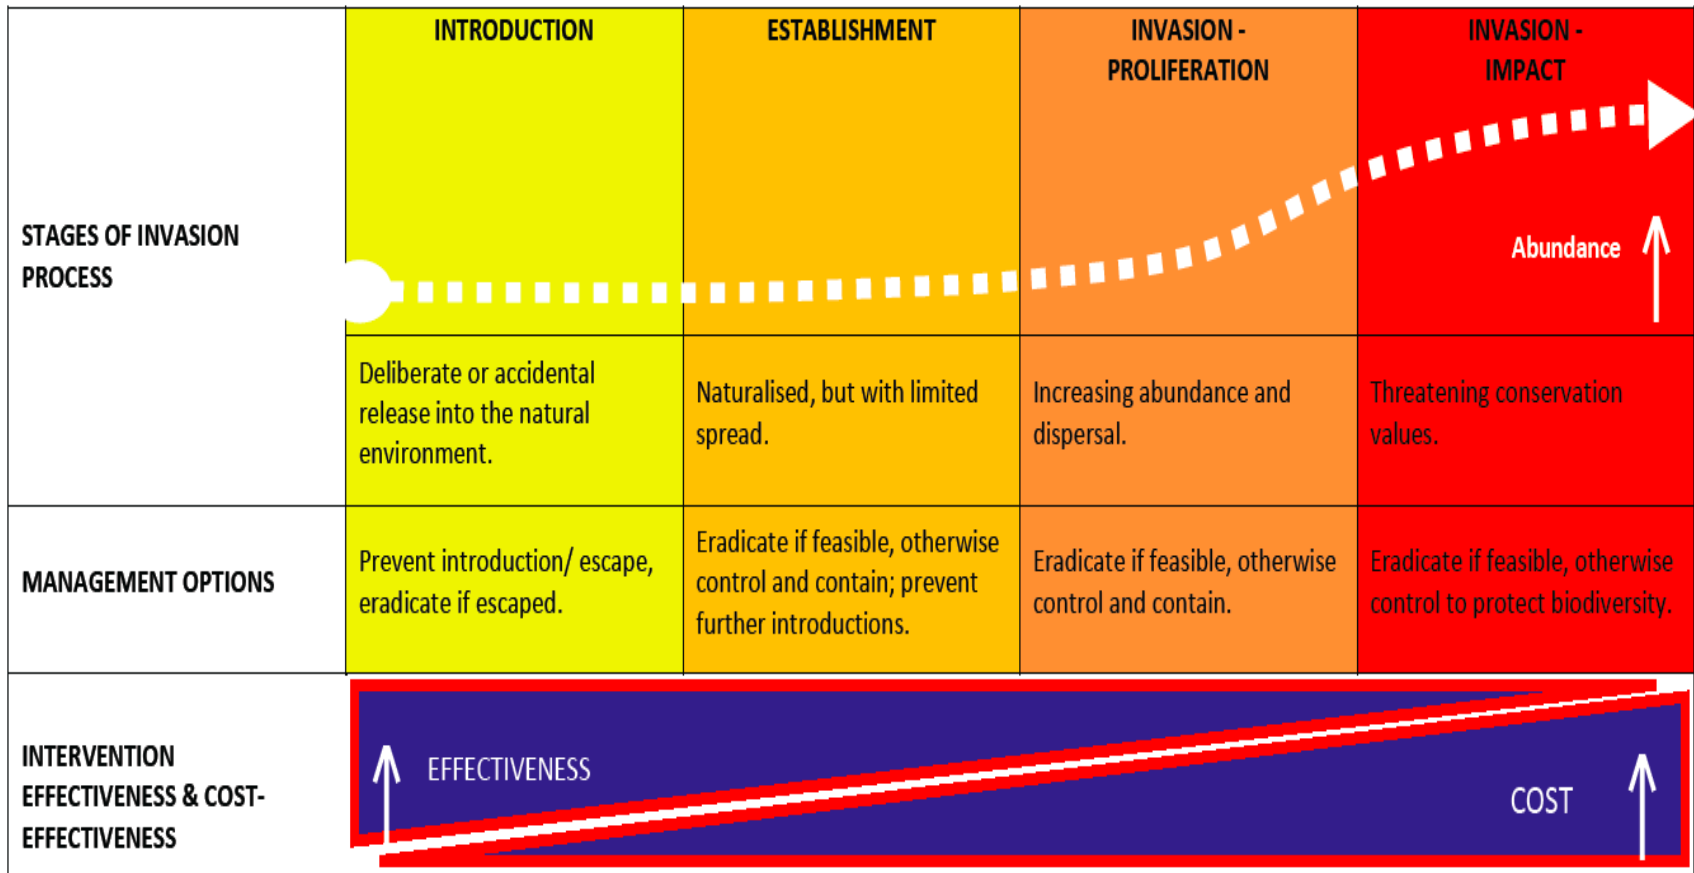 INTRODUCTION
ESTABLISHMENT
INVASION -
PROLIFERATION
INVASION -
IMPACT
STAGES OF INVASION
PROCESS
Abundance
Deliberate or accidental
release into the natural
environment.
Naturalised, but with limited
spread.
Increasing abundance and
dispersal.
Threatening conservation
values.
MANAGEMENT OPTIONS
Prevent introduction/ escape,
eradicate if escaped.
Eradicate if feasible, otherwise
control and contain; prevent
further introductions.
Eradicate if feasible, otherwise
control and contain.
Eradicate if feasible, otherwise
control to protect biodiversity.
INTERVENTION
EFFECTIVENESS & COST-
EFFECTIVENESS
EFFECTIVENESS
COST